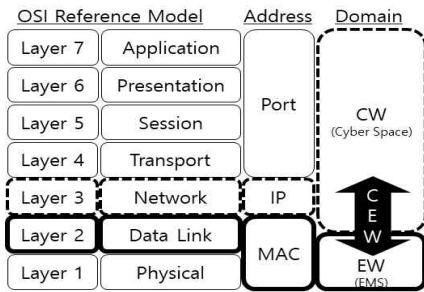 OSI Reference Model Address Domain
Layer 7 Application
Layer 6 Presentation
Layer 5 Session
Layer 4 Transport
Port
CW
(Cyber Space)
Layer 3 Network IP
Layer 2 Data Link
Layer 1 Physical
MAC
C
E
W
EW
(EMS)